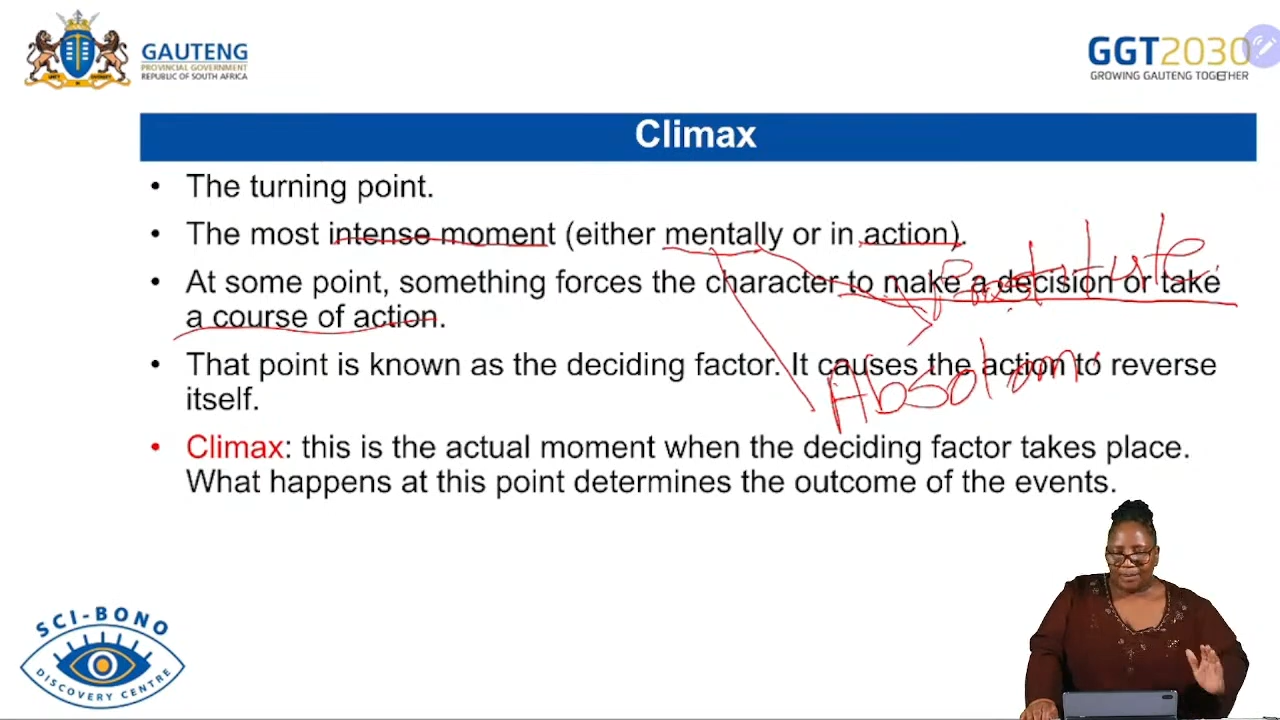 GAUTENG
PROVINCIAL GOVERNMENT
REPUBLIC OF SOUTH AFRICA
GGT2030
GROWING GAUTENG TOGETHER
Climax
• The turning point.
• The most intense moment (either mentally or in action).
• At some point, something forces the character to make a decision or take
a course of action.
• That point is known as the deciding factor. It causes the action to reverse
itself.
• Climax: this is the actual moment when the deciding factor takes place.
What happens at this point determines the outcome of the events.
Prostitute
Absolom
SCI-BONO
DISCOVERY CENTRE